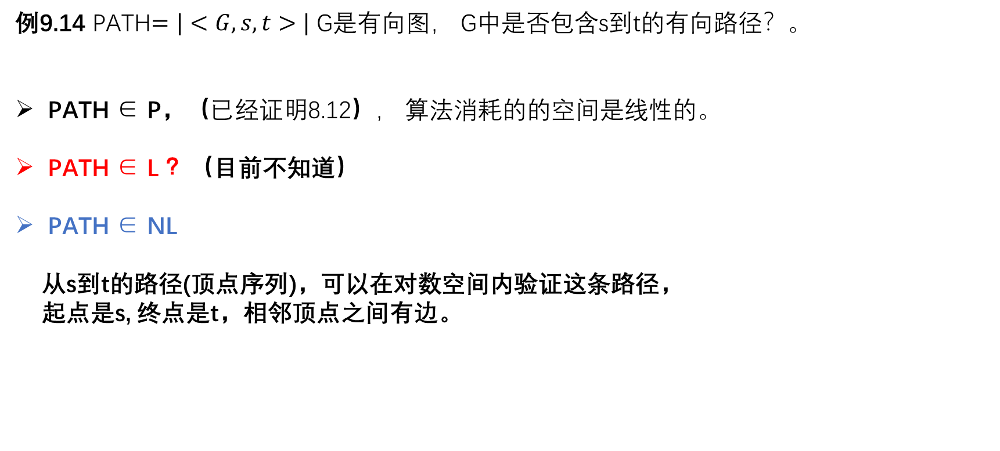 例9.14 PATH= | < G, s, t > | G是有向图, G中是否包含s到t的有向路径? 。
➢ PATH ∈ P, (已经证明8.12) , 算法消耗的的空间是线性的。
➢ PATH ∈ L ? (目前不知道)
➢ PATH ∈ NL
从s到t的路径(顶点序列), 可以在对数空间内验证这条路径,
起点是s, 终点是t, 相邻顶点之间有边。